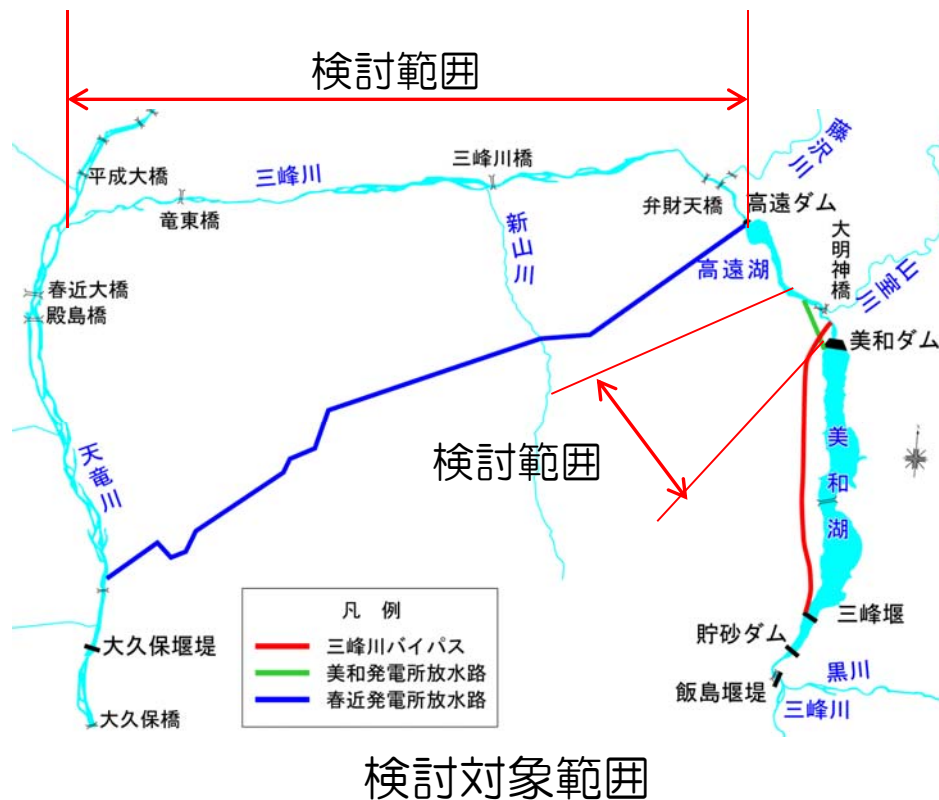 検討範囲
藤沢川
平成大橋
三峰川
三峰川橋
竜東橋
弁財天橋
高遠ダム
新山川
高遠湖
大明神橋
山室川
春近大橋
殿島橋
美和ダム
検討範囲
美和湖
天竜川
凡 例
三峰川バイパス
美和発電所放水路
春近発電所放水路
三峰堰
貯砂ダム
大久保堰堤
黒川
飯島堰堤
三峰川
大久保橋
検討対象範囲